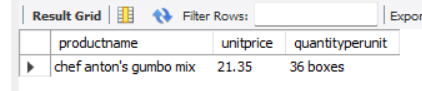 Result Grid Filter Rows: Expor
productname unitprice quantityperunit
chef anton's gumbo mix 21.35 36 boxes